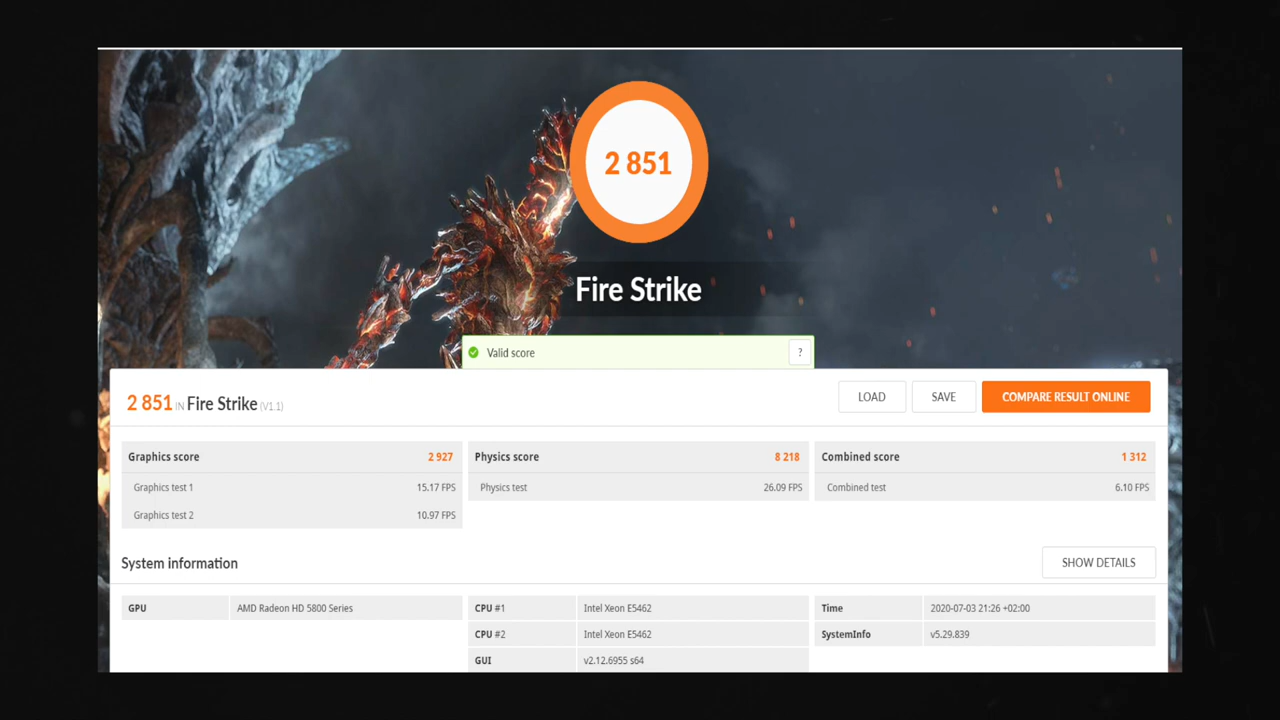 2 851
Fire Strike
Valid score
?
2 851 IN Fire Strike (V1.1)
LOAD
SAVE
COMPARE RESULT ONLINE
Graphics score 2 927
Graphics test 1 15.17 FPS
Graphics test 2 10.97 FPS
Physics score 8 218
Physics test 26.09 FPS
Combined score 1 312
Combined test 6.10 FPS
System information
SHOW DETAILS
GPU AMD Radeon HD 5800 Series
CPU #1 Intel Xeon E5462
CPU #2 Intel Xeon E5462
GUI v2.12.6955 s64
Time 2020-07-03 21:26 +02:00
SystemInfo v5.29.839